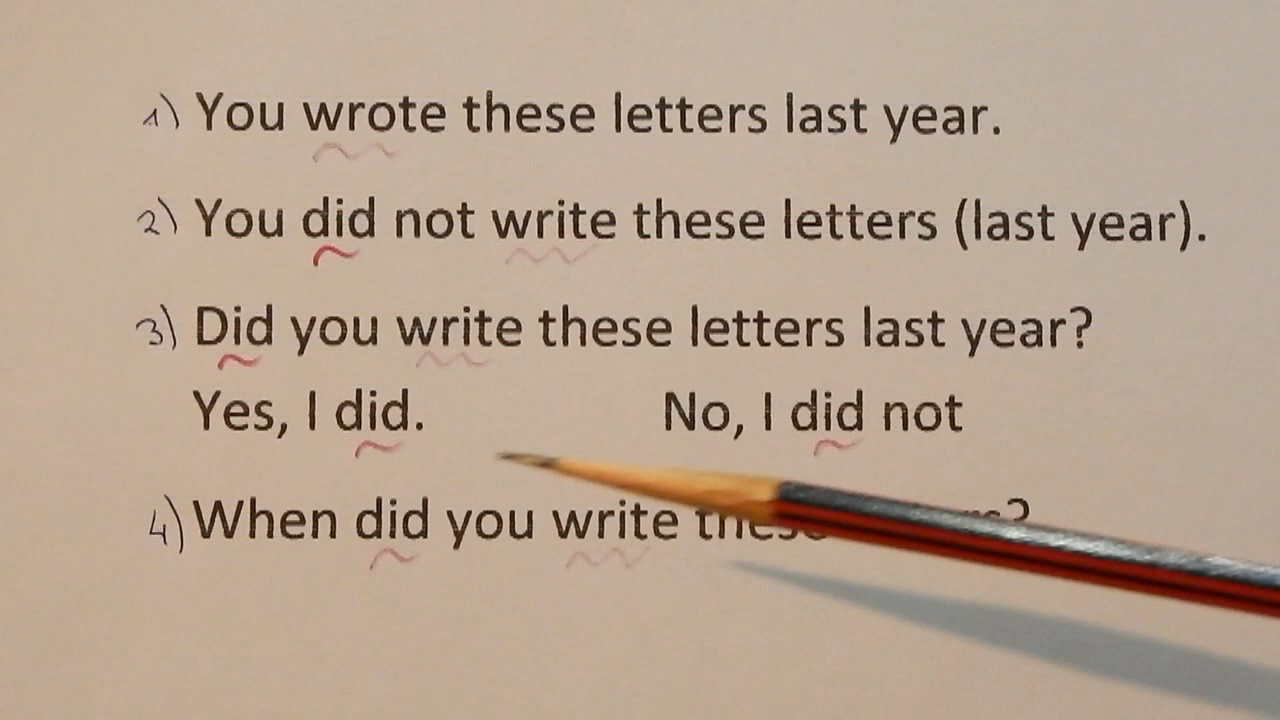 1) You wrote these letters last year.
2) You did not write these letters (last year).
3) Did you write these letters last year?
Yes, I did. No, I did not
4) When did you write these ?